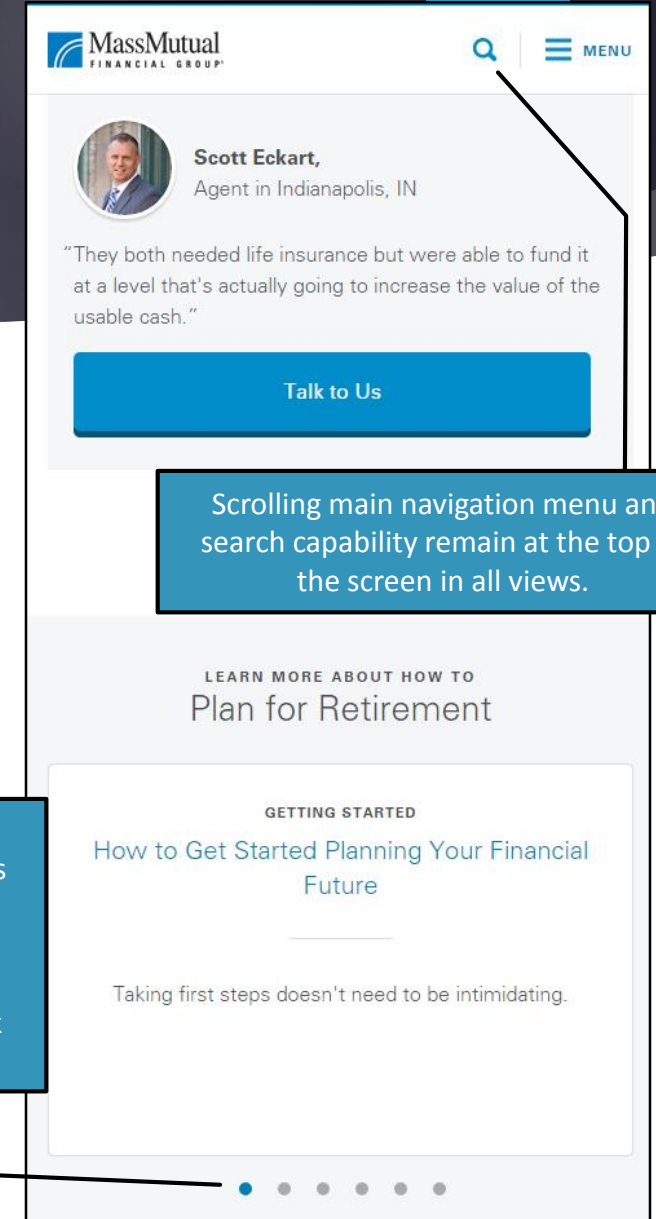 MassMutual
FINANCIAL GROUP
MENU
Scott Eckart,
Agent in Indianapolis, IN
“They both needed life insurance but were able to fund it
at a level that's actually going to increase the value of the
usable cash.”
Talk to Us
Scrolling main navigation menu
search capability remain at the top
the screen in all views.
LEARN MORE ABOUT HOW TO
Plan for Retirement
GETTING STARTED
How to Get Started Planning Your Financial
Future
Taking first steps doesn't need to be intimidating.